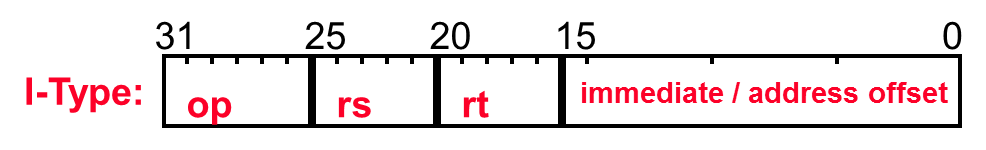 31 25 20 15 0
I-Type: op rs rt immediate / address offset